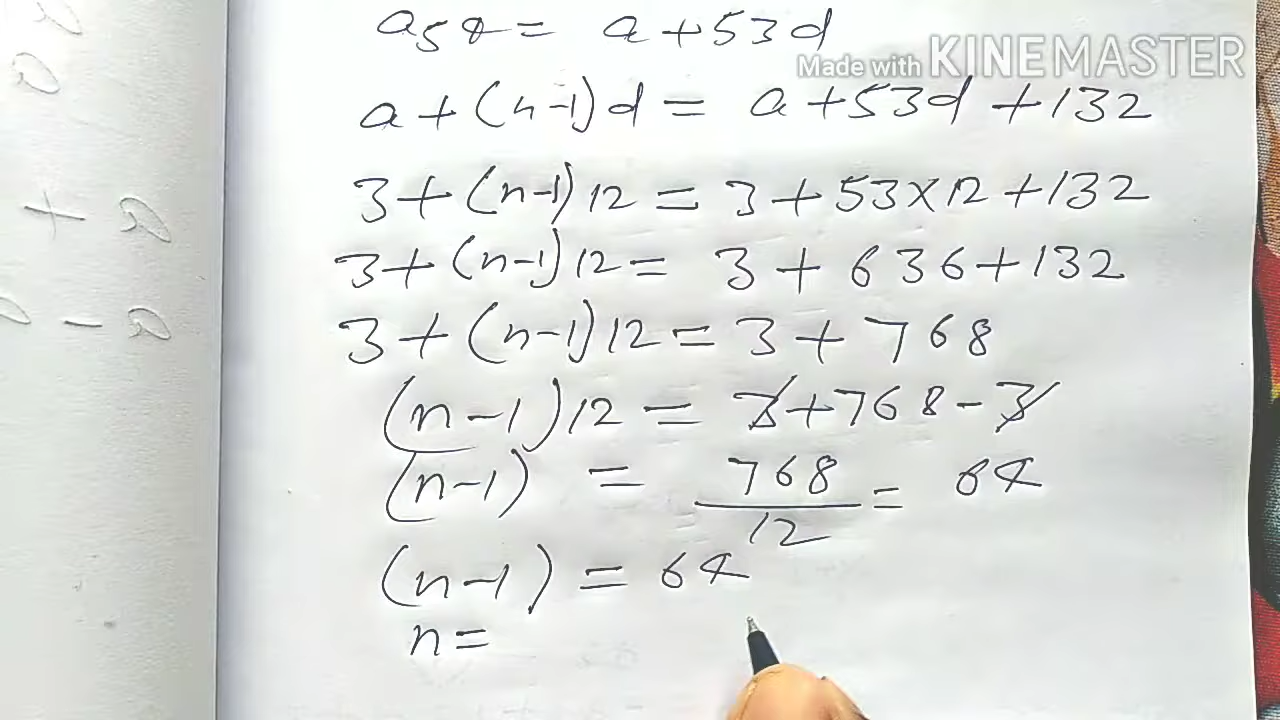 a₅₄ = a+53d
Made with KINEMASTER
a+(n-1)d = a+53d+132
3+(n-1)12 = 3+53×12+132
3+(n-1)12 = 3+636+132
3+(n-1)12 = 3+768
(n-1)12 = 3+768-3
(n-1) = 768/12 = 64
(n-1) = 64
n=